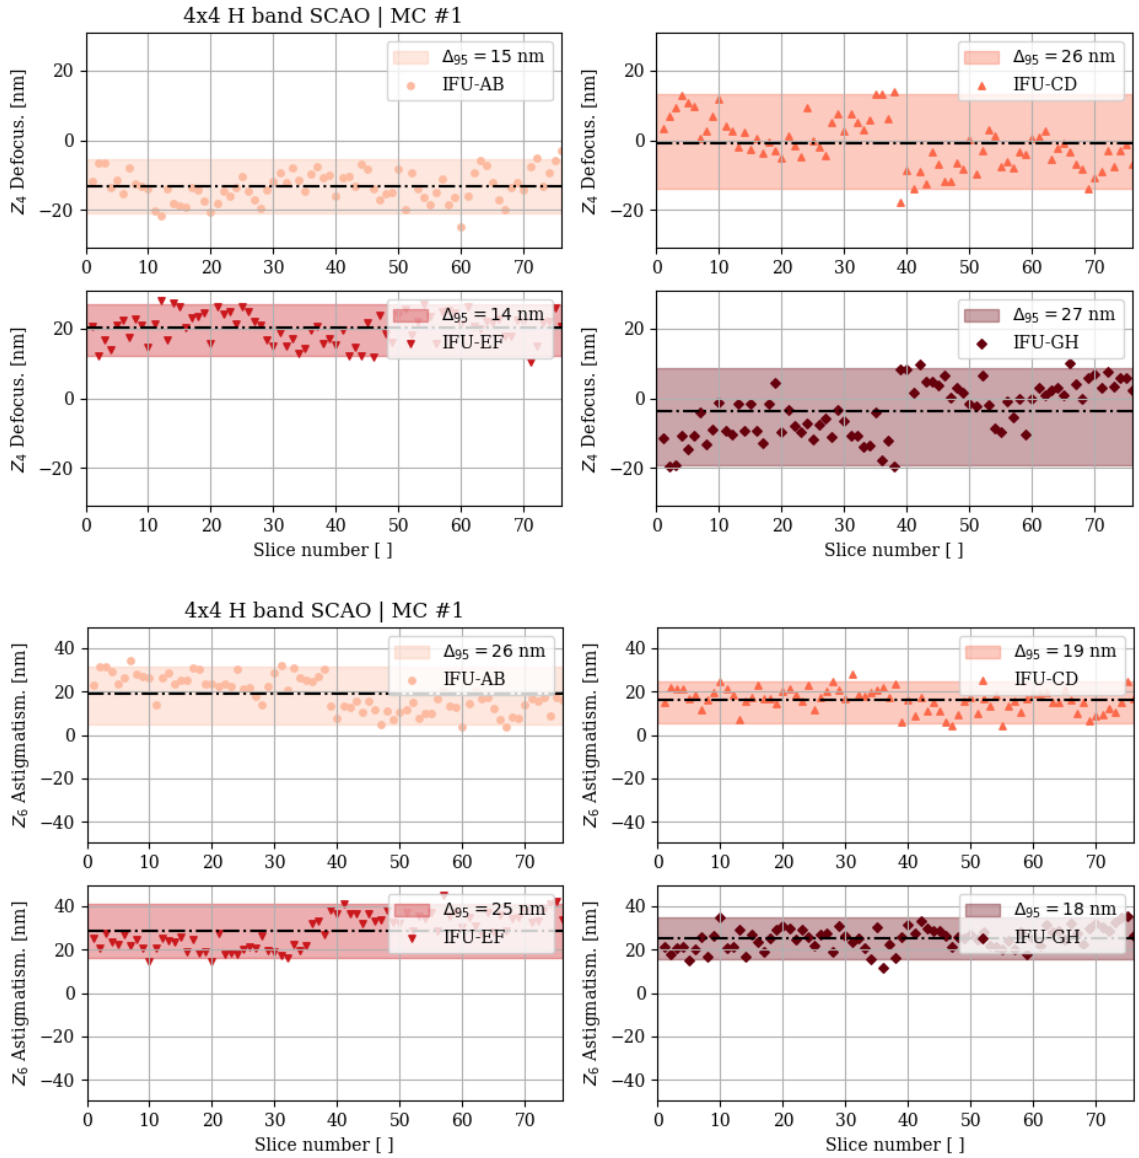 4x4 H band SCAO | MC #1
Z₄ Defocus. [nm]
20
0
−20
Δ₉₅ = 15 nm
IFU-AB
0 10 20 30 40 50 60 70
Z₄ Defocus. [nm]
20
0
−20
Δ₉₅ = 26 nm
IFU-CD
0 10 20 30 40 50 60 70
Z₄ Defocus. [nm]
20
0
−20
Δ₉₅ = 14 nm
IFU-EF
0 10 20 30 40 50 60 70
Slice number [ ]
Z₄ Defocus. [nm]
20
0
−20
Δ₉₅ = 27 nm
IFU-GH
0 10 20 30 40 50 60 70
Slice number [ ]
4x4 H band SCAO | MC #1
Z₆ Astigmatism. [nm]
40
20
0
−20
−40
Δ₉₅ = 26 nm
IFU-AB
0 10 20 30 40 50 60 70
Z₆ Astigmatism. [nm]
40
20
0
−20
−40
Δ₉₅ = 19 nm
IFU-CD
0 10 20 30 40 50 60 70
Z₆ Astigmatism. [nm]
40
20
0
−20
−40
Δ₉₅ = 25 nm
IFU-EF
0 10 20 30 40 50 60 70
Slice number [ ]
Z₆ Astigmatism. [nm]
40
20
0
−20
−40
Δ₉₅ = 18 nm
IFU-GH
0 10 20 30 40 50 60 70
Slice number [ ]